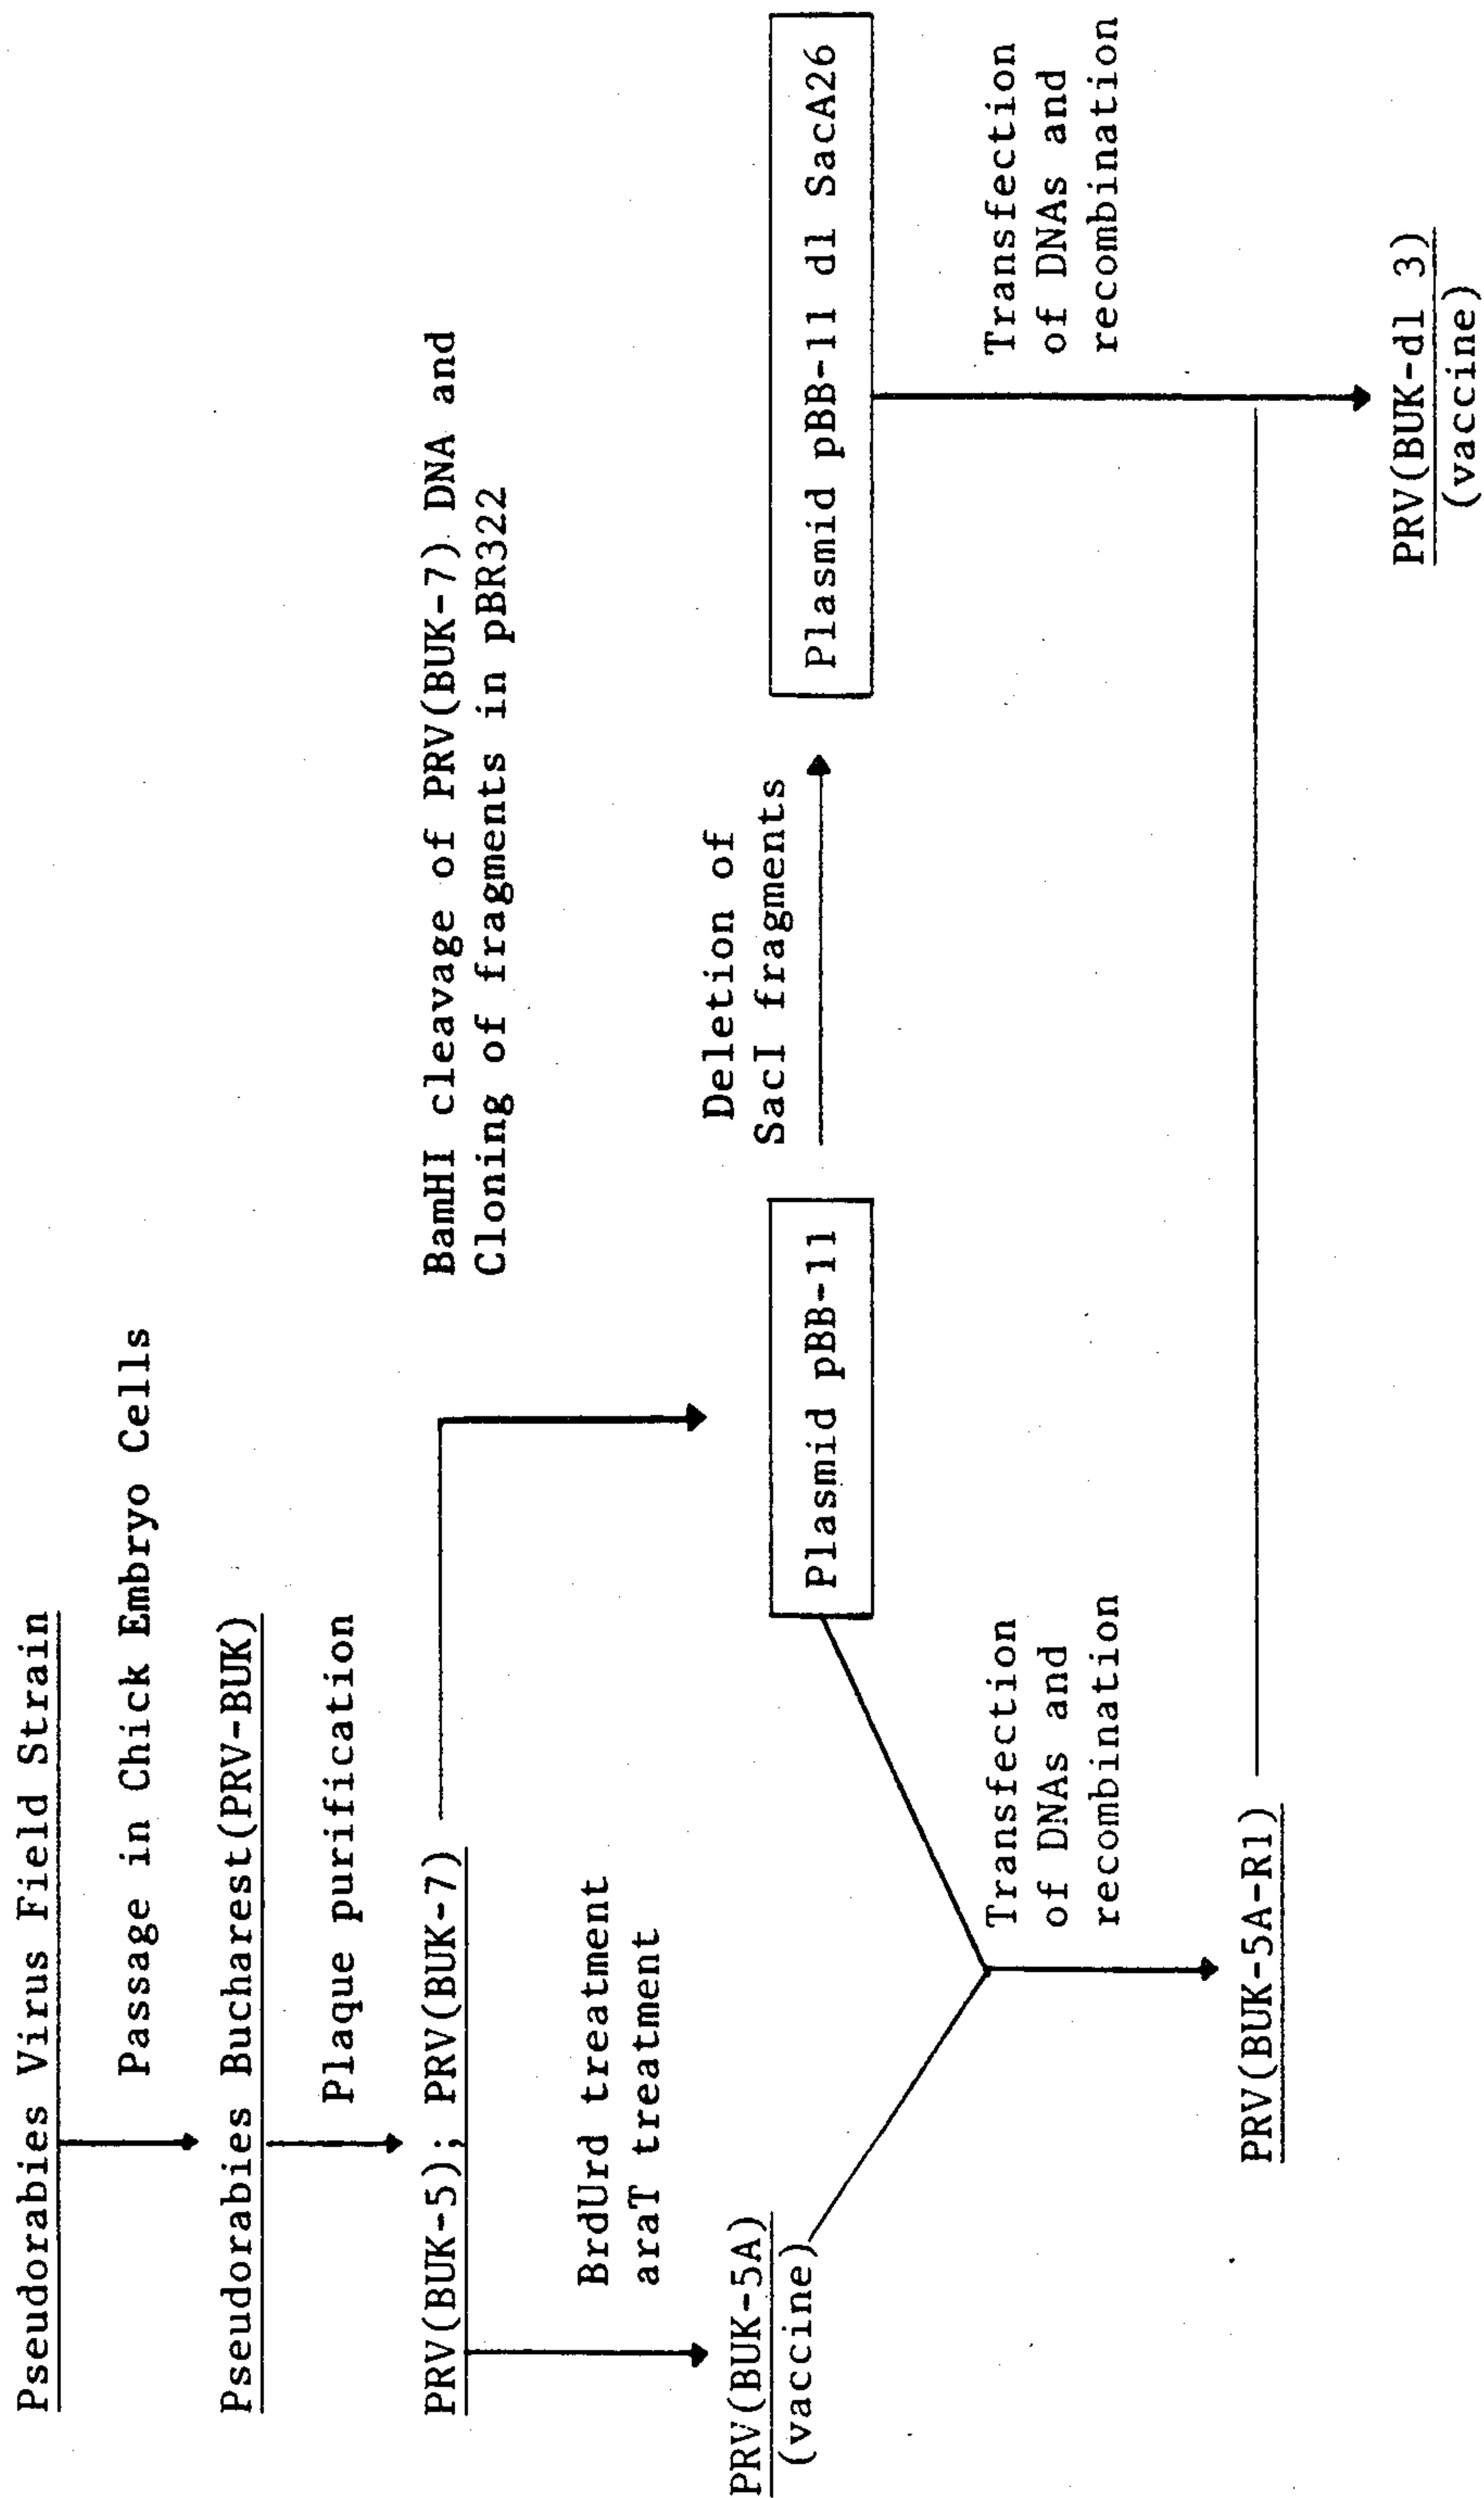 Pseudorabies Virus Field Strain
Passage in Chick Embryo Cells
Pseudorabies Bucharest(PRV-BUK)
Plaque purification
PRV(BUK-5); PRV(BUK-7)
BamHI cleavage of PRV(BUK-7) DNA and
Cloning of fragments in pBR322
BrdUrd treatment
araT treatment
Deletion of
SacI fragments
PRV(BUK-5A)
(vaccine)
Plasmid pBB-11
Plasmid pBB-11 dl SacA26
Transfection
of DNAs and
recombination
Transfection
of DNAs and
recombination
PRV(BUK-5A-R1)
PRV(BUK-dl 3)
(vaccine)